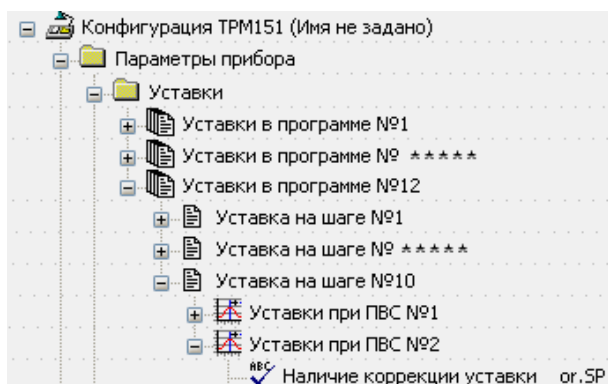 Конфигурация ТРМ151 (Имя не задано)
Параметры прибора
Уставки
Уставки в программе №1
Уставки в программе № *****
Уставки в программе №12
Уставка на шаге №1
Уставка на шаге № *****
Уставка на шаге №10
Уставки при ПВС №1
Уставки при ПВС №2
ABC Наличие коррекции уставки or.SP